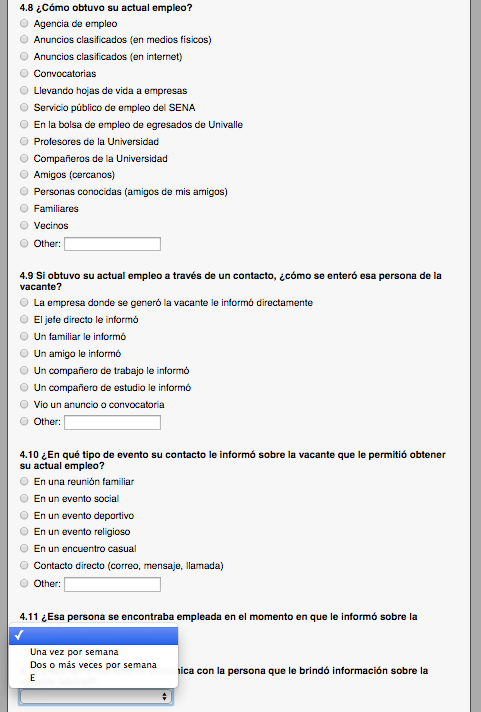 4.8 ¿Cómo obtuvo su actual empleo?
Agencia de empleo
Anuncios clasificados (en medios físicos)
Anuncios clasificados (en internet)
Convocatorias
Llevando hojas de vida a empresas
Servicio público de empleo del SENA
En la bolsa de empleo de egresados de Univalle
Profesores de la Universidad
Compañeros de la Universidad
Amigos (cercanos)
Personas conocidas (amigos de mis amigos)
Familiares
Vecinos
Other:
4.9 Si obtuvo su actual empleo a través de un contacto, ¿cómo se enteró esa persona de la
vacante?
La empresa donde se generó la vacante le informó directamente
El jefe directo le informó
Un familiar le informó
Un amigo le informó
Un compañero de trabajo le informó
Un compañero de estudio le informó
Vio un anuncio o convocatoria
Other:
4.10 ¿En qué tipo de evento su contacto le informó sobre la vacante que le permitió obtener
su actual empleo?
En una reunión familiar
En un evento social
En un evento deportivo
En un evento religioso
En un encuentro casual
Contacto directo (correo, mensaje, llamada)
Other:
4.11 ¿Esa persona se encontraba empleada en el momento en que le informó sobre la
Una vez por semana
Dos o más veces por semana
E
con la persona que le brindó información sobre la